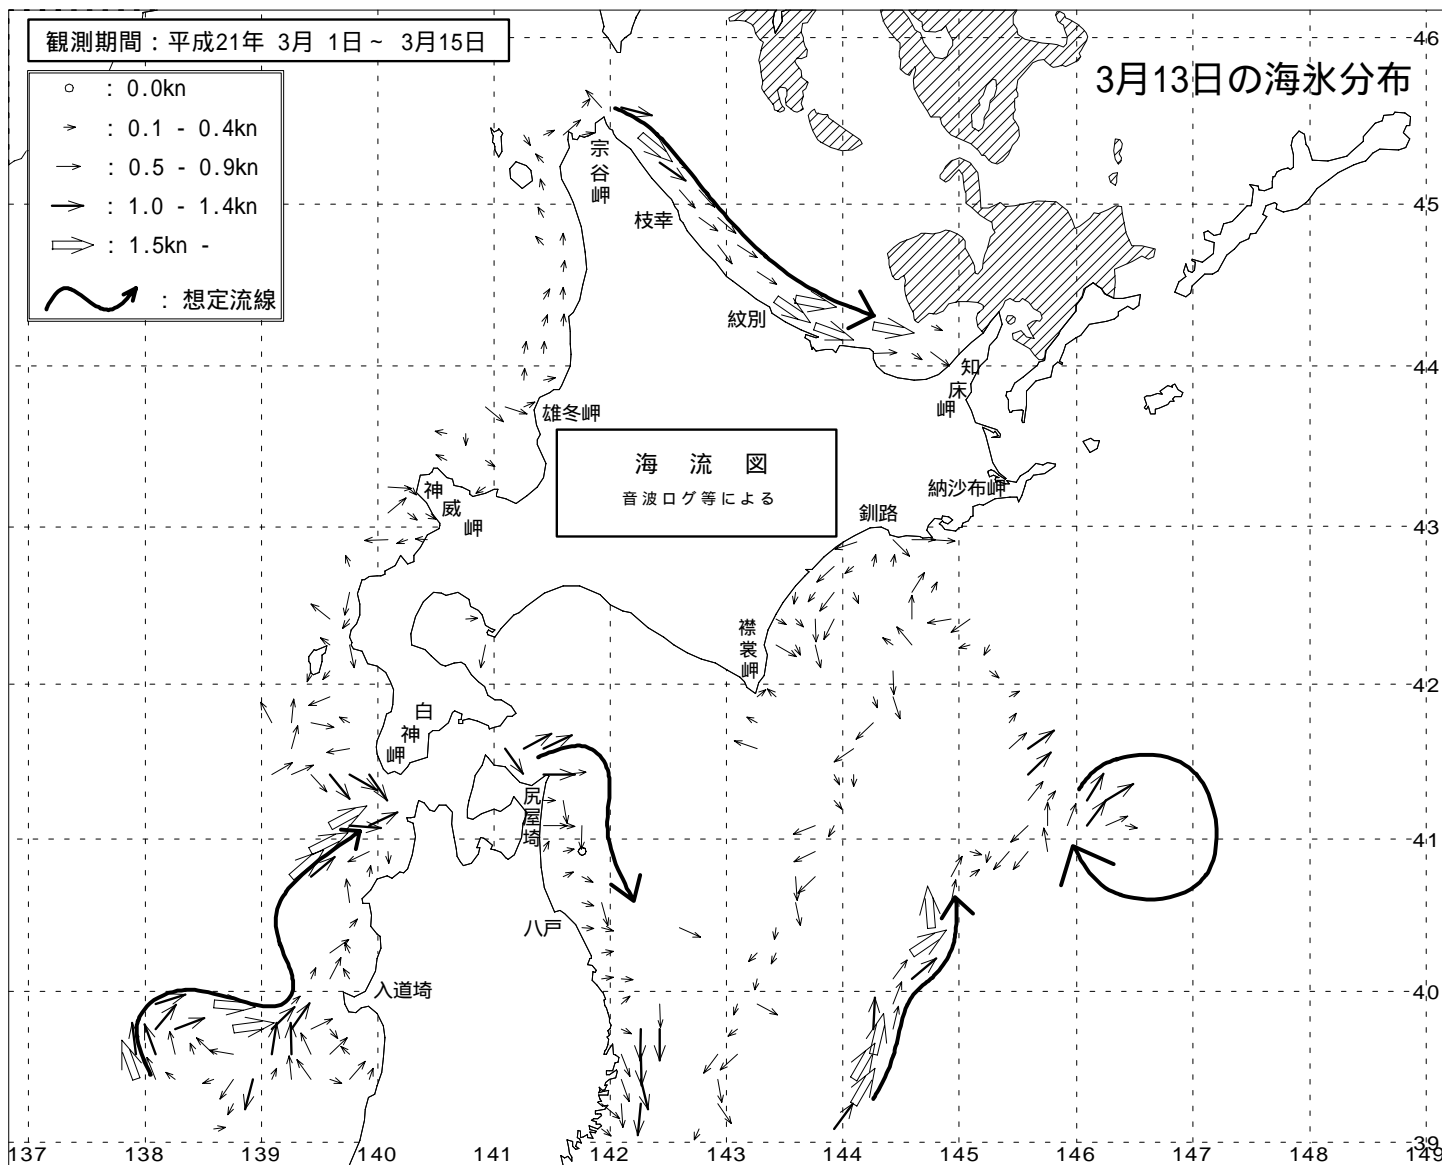 観測期間：平成21年 3月 1日～ 3月15日
3月13日の海氷分布
：0.0kn
：0.1 - 0.4kn
：0.5 - 0.9kn
：1.0 - 1.4kn
：1.5kn -
：想定流線
宗谷岬
枝幸
紋別
知床岬
雄冬岬
海 流 図
音波ログ等による
神威岬
納沙布岬
釧路
襟裳岬
白神岬
尻屋埼
八戸
入道埼
46
45
44
43
42
41
40
39
137 138 139 140 141 142 143 144 145 146 147 148 149